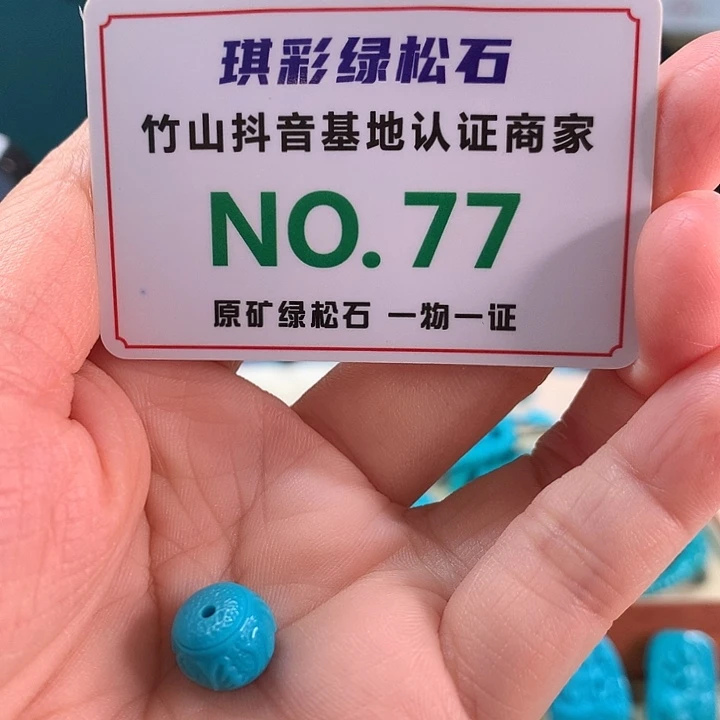 琪彩绿松石
竹山抖音基地认证商家
NO.77
原矿绿松石 一物一证